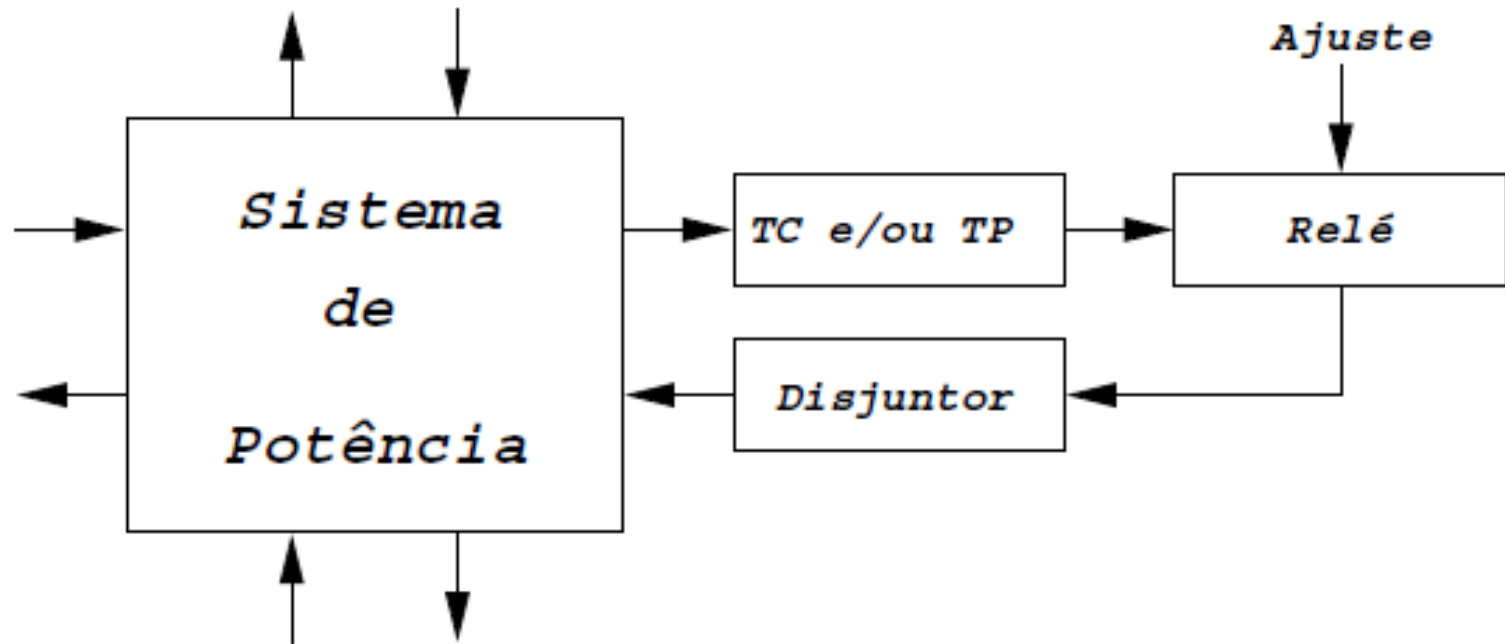 Ajuste
Sistema
de
Potência
TC e/ou TP
Relé
Disjuntor